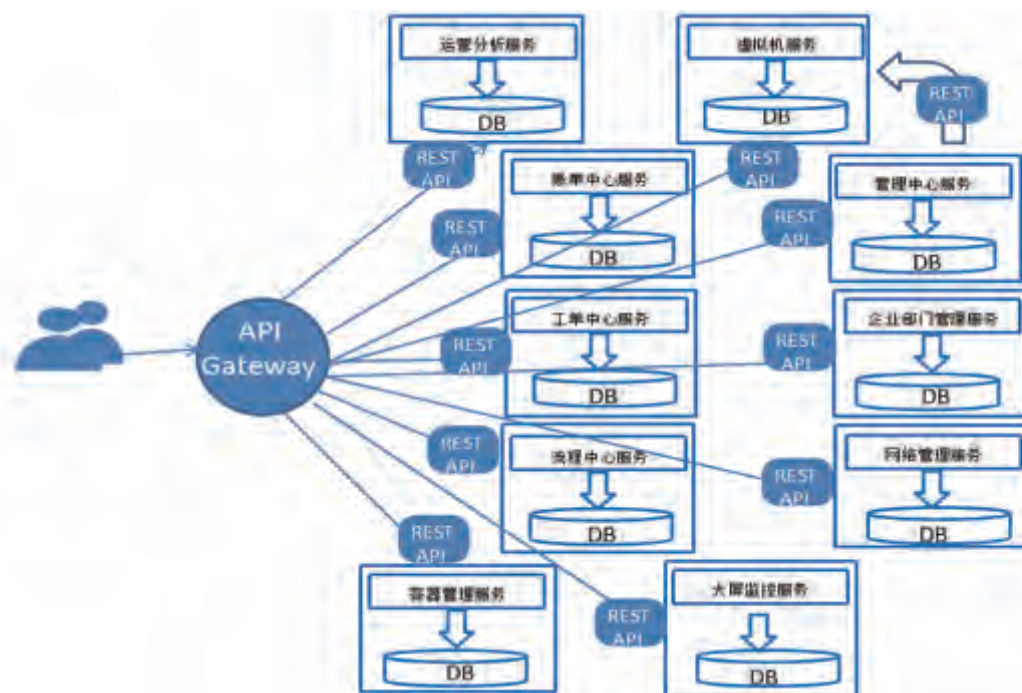 运营分析服务
DB
虚拟机服务
DB
REST
API
REST
API
REST
API
账单中心服务
DB
管理中心服务
DB
REST
API
REST
API
API
Gateway
工单中心服务
DB
企业部门管理服务
DB
REST
API
REST
API
流程中心服务
DB
网络管理服务
DB
REST
API
REST
API
REST
API
容器管理服务
DB
大屏监控服务
DB
REST
API